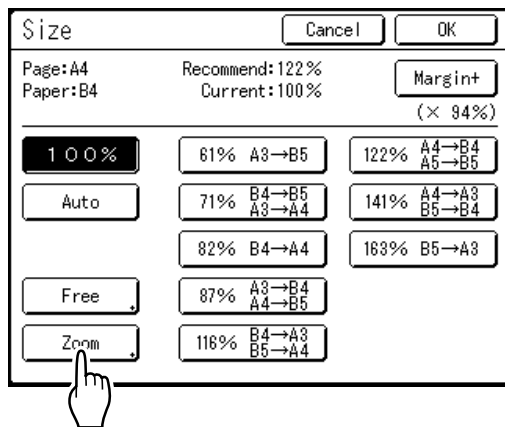 Size Cancel OK
Page:A4 Recommend:122% Margin+
Paper:B4 Current:100%
(× 94%)
100% 61% A3→B5 122% A4→B4
A5→B5
Auto 71% B4→B5 141% A4→A3
A3→A4 B5→B4
82% B4→A4 163% B5→A3
Free 87% A3→B4
A4→B5
Zoom 116% B4→A3
B5→A4